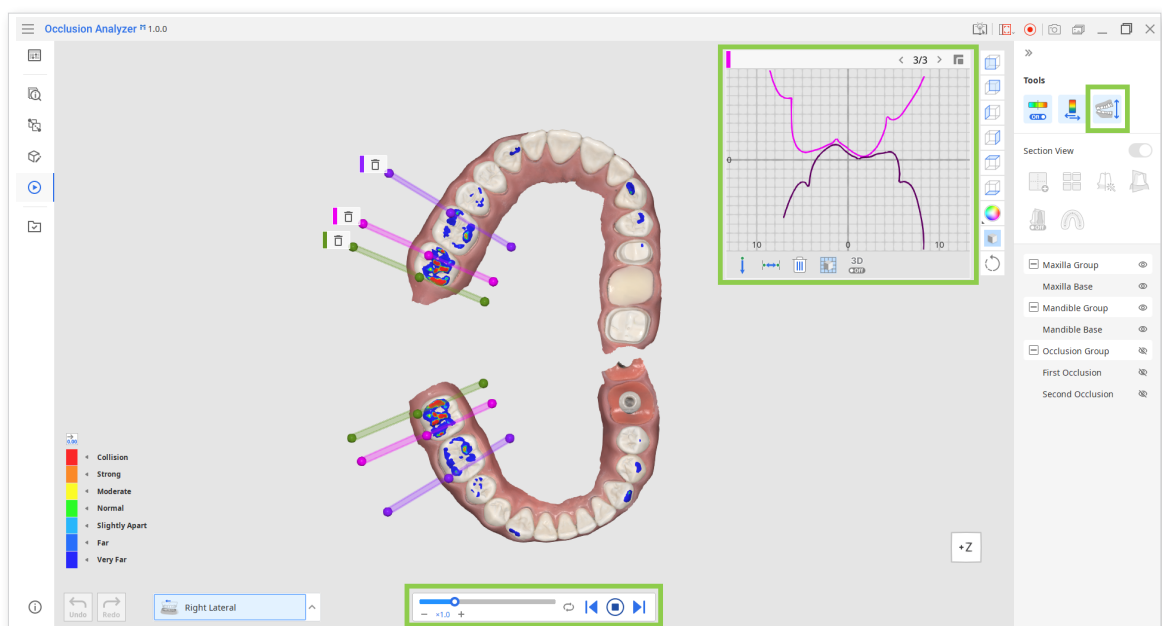 Occlusion Analyzer 1.0.0
3/3
0
10 0 10
3D
OFF
Tools
ON
Section View
Maxilla Group
Maxilla Base
Mandible Group
Mandible Base
Occlusion Group
First Occlusion
Second Occlusion
0.00
Collision
Strong
Moderate
Normal
Slightly Apart
Far
Very Far
+Z
Undo Redo
Right Lateral
− ×1.0 +